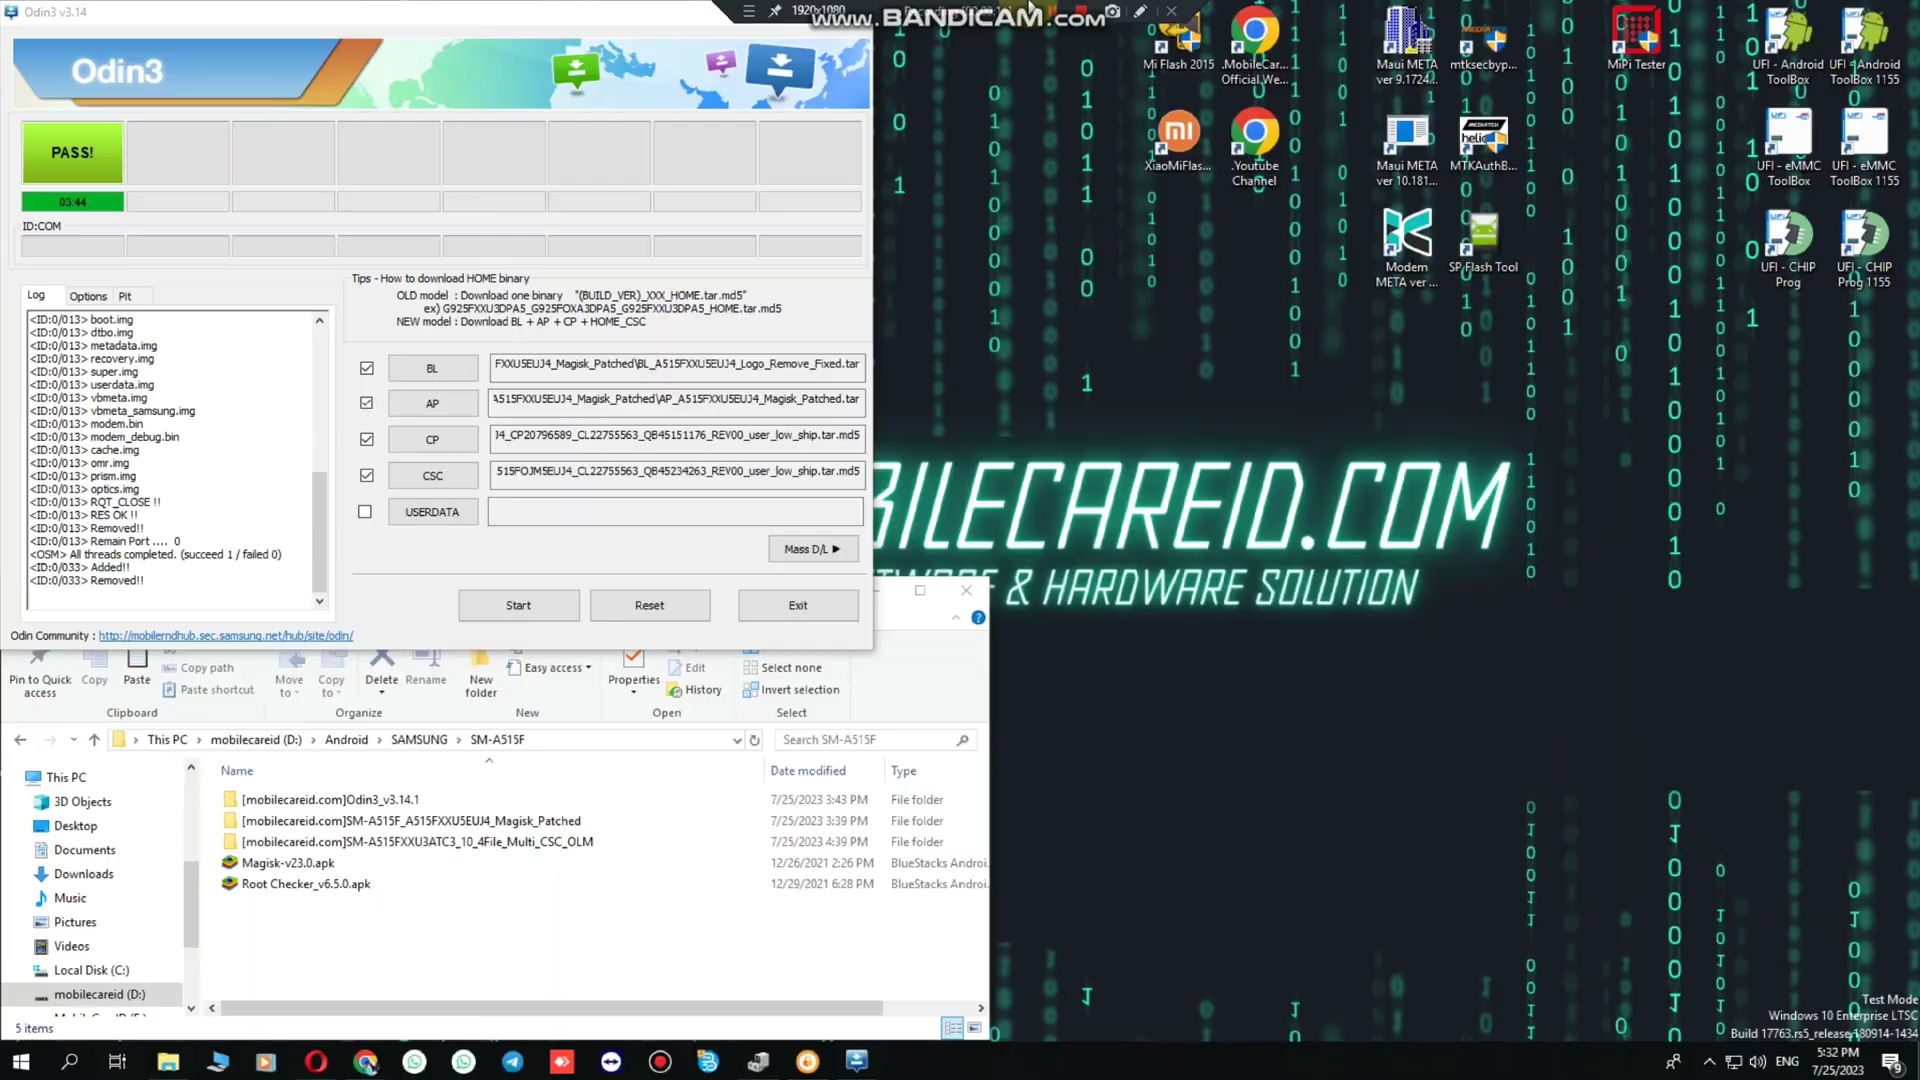 Odin3 v3.14
1920x1080
www.BANDICAM.com
Odin3
PASS!
03:44
ID:COM
Log
Options
Pit
<ID:0/013> boot.img
<ID:0/013> dtbo.img
<ID:0/013> metadata.img
<ID:0/013> recovery.img
<ID:0/013> super.img
<ID:0/013> userdata.img
<ID:0/013> vbmeta.img
<ID:0/013> vbmeta_samsung.img
<ID:0/013> modem.bin
<ID:0/013> modem_debug.bin
<ID:0/013> cache.img
<ID:0/013> omr.img
<ID:0/013> prism.img
<ID:0/013> optics.img
<ID:0/013> RQT_CLOSE !!
<ID:0/013> RES OK !!
<ID:0/013> Removed!!
<ID:0/013> Remain Port .... 0
<OSM> All threads completed. (succeed 1 / failed 0)
<ID:0/033> Added!!
<ID:0/033> Removed!!
Tips - How to download HOME binary
OLD model : Download one binary "(BUILD_VER)_XXX_HOME.tar.md5"
ex) G925FXXU3DPA5_G925FOXA3DPA5_G925FXXU3DPA5_HOME.tar.md5
NEW model : Download BL + AP + CP + HOME_CSC
BL FXXU5EUJ4_Magisk_Patched\BL_A515FXXU5EUJ4_Logo_Remove_Fixed.tar
AP A515FXXU5EUJ4_Magisk_Patched\AP_A515FXXU5EUJ4_Magisk_Patched.tar
CP J4_CP20796589_CL22755563_QB45151176_REV00_user_low_ship.tar.md5
CSC 515FOJM5EUJ4_CL22755563_QB45234263_REV00_user_low_ship.tar.md5
USERDATA
Mass D/L
Start
Reset
Exit
Odin Community : http://mobilerndhub.sec.samsung.net/hub/site/odin/
Pin to Quick access
Copy
Paste
Copy path
Paste shortcut
Clipboard
Move to
Copy to
Delete
Rename
Organize
New folder
Easy access
New
Properties
Edit
History
Open
Select none
Invert selection
Select
This PC > mobilecareid (D:) > Android > SAMSUNG > SM-A515F
Search SM-A515F
Name Date modified Type
[mobilecareid.com]Odin3_v3.14.1 7/25/2023 3:43 PM File folder
[mobilecareid.com]SM-A515F_A515FXXU5EUJ4_Magisk_Patched 7/25/2023 3:39 PM File folder
[mobilecareid.com]SM-A515FXXU3ATC3_10_4File_Multi_CSC_OLM 7/25/2023 4:39 PM File folder
Magisk-v23.0.apk 12/26/2021 2:26 PM BlueStacks Androi...
Root Checker_v6.5.0.apk 12/29/2021 6:28 PM BlueStacks Androi...
This PC
3D Objects
Desktop
Documents
Downloads
Music
Pictures
Videos
Local Disk (C:)
mobilecareid (D:)
5 items
Mi Flash 2015
.MobileCar... Official We...
XiaoMiFlas...
.Youtube Channel
Maui META ver 9.1724...
mtksecbyp...
Maui META ver 10.181...
MTKAuthB...
Modem META ver ...
SP Flash Tool
MiPi Tester
UFI - Android ToolBox
UFI - Android ToolBox 1155
UFI - eMMC ToolBox
UFI - eMMC ToolBox 1155
UFI - CHIP Prog
UFI - CHIP Prog 1155
BILECAREID.COM
& HARDWARE SOLUTION
Test Mode
Windows 10 Enterprise LTSC
Build 17763.rs5_release.180914-1434
ENG
5:32 PM
7/25/2023